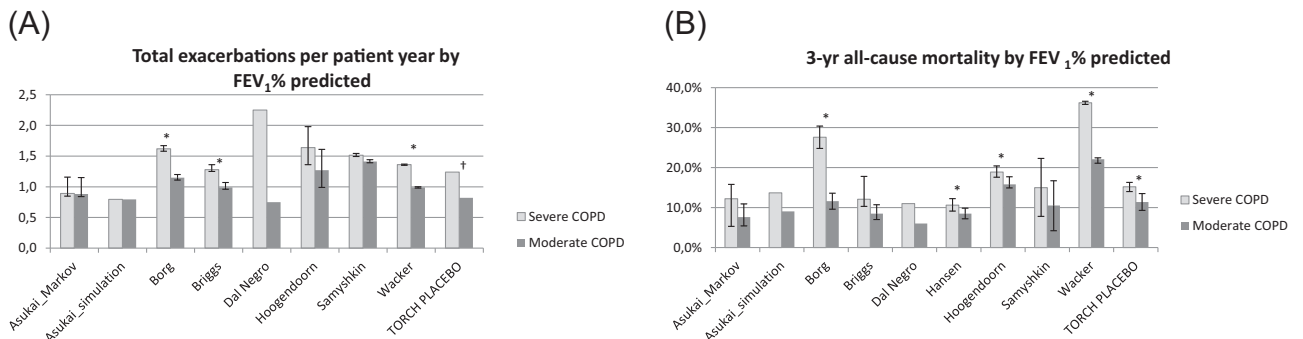 (A)
Total exacerbations per patient year by
FEV1% predicted
2,5
2,0
1,5
1,0
0,5
0,0
*
*
*
†
Severe COPD
Moderate COPD
Asukai_Markov
Asukai_simulation
Borg
Briggs
Dal Negro
Hoogendoorn
Samyshkin
Wacker
TORCH PLACEBO
(B)
3-yr all-cause mortality by FEV 1% predicted
40,0%
30,0%
20,0%
10,0%
0,0%
*
*
*
*
*
Severe COPD
Moderate COPD
Asukai_Markov
Asukai_simulation
Borg
Briggs
Dal Negro
Hansen
Hoogendoorn
Samyshkin
Wacker
TORCH PLACEBO